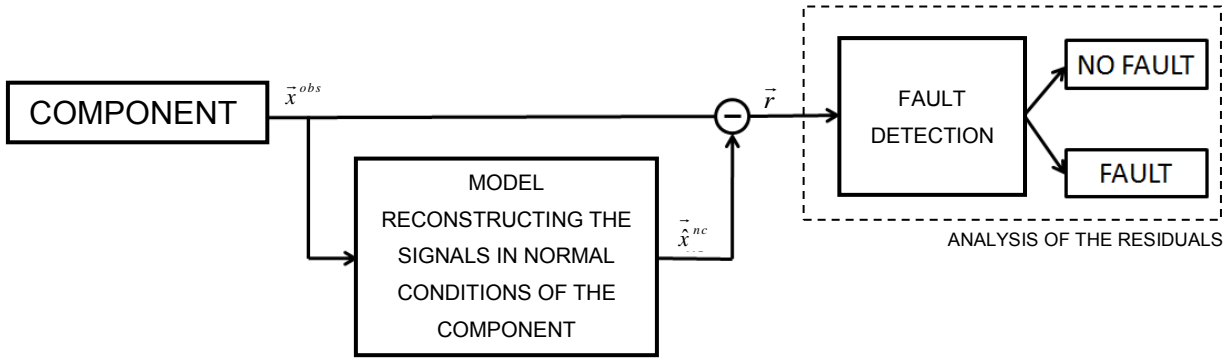 COMPONENT
x⃗ obs
MODEL
RECONSTRUCTING THE
SIGNALS IN NORMAL
CONDITIONS OF THE
COMPONENT
x̂⃗ nc
−
r⃗
FAULT
DETECTION
NO FAULT
FAULT
ANALYSIS OF THE RESIDUALS